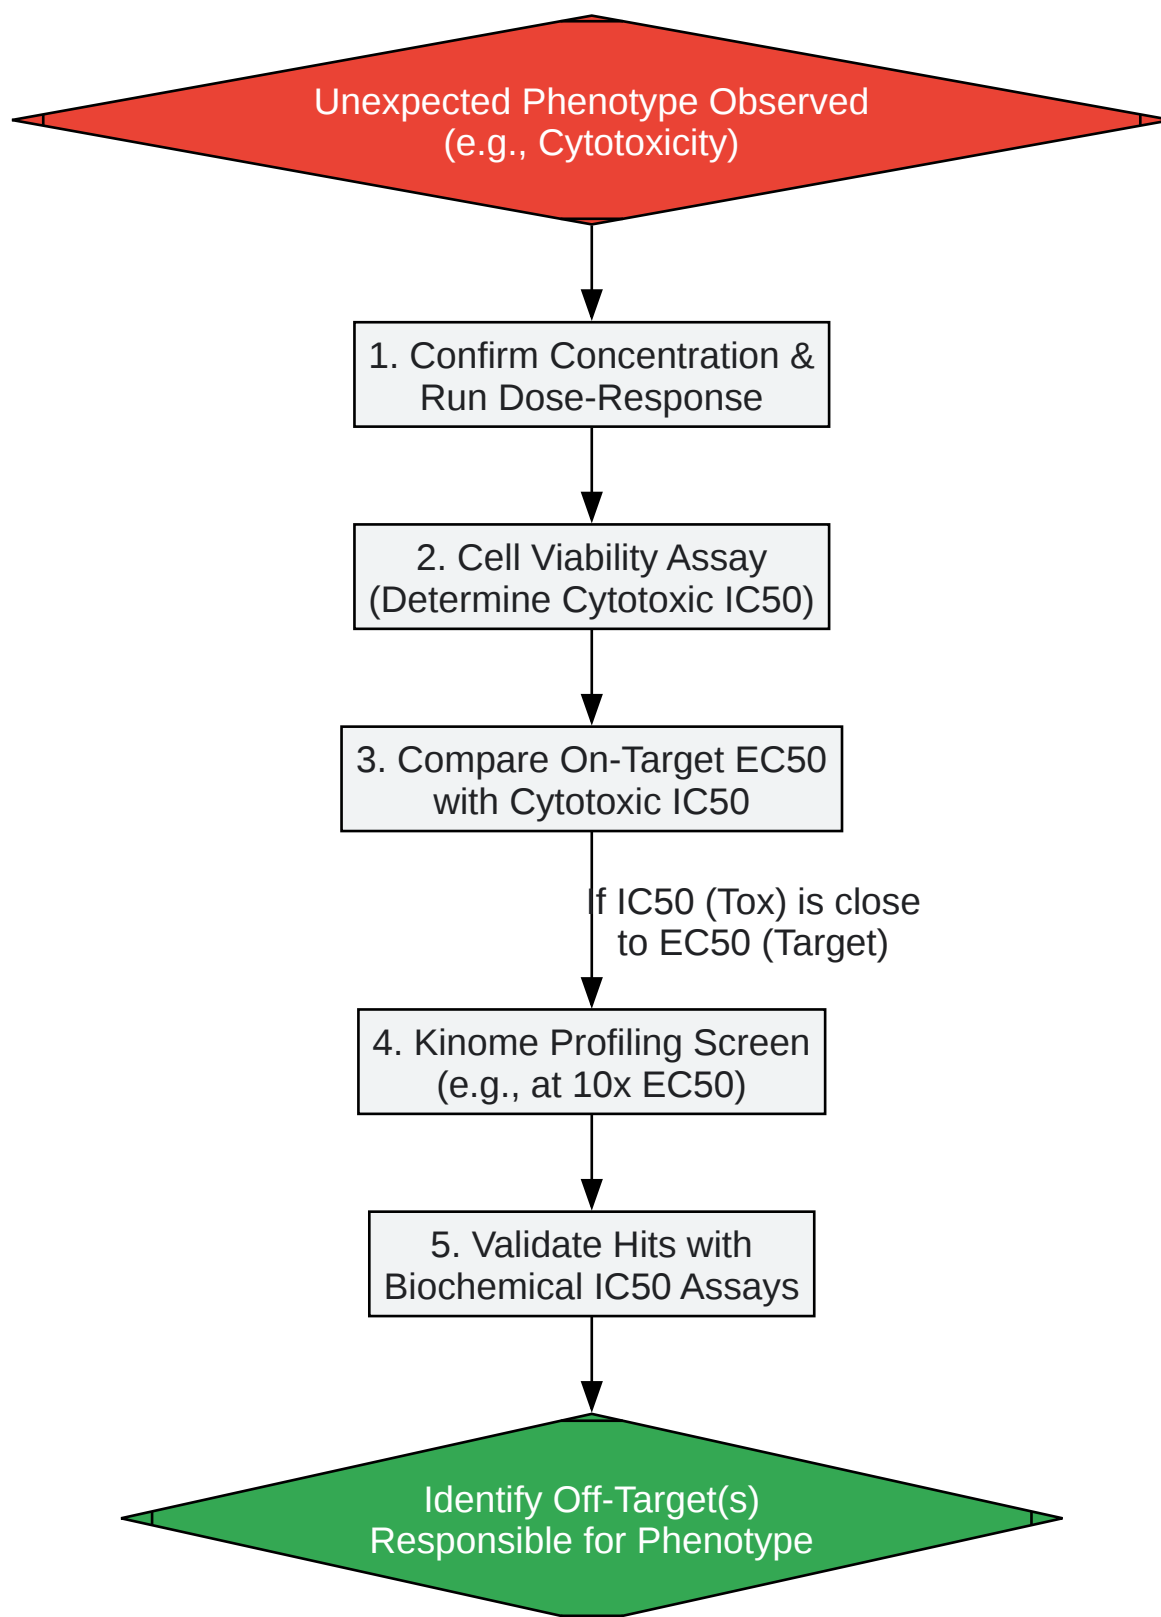 Unexpected Phenotype Observed
(e.g., Cytotoxicity)
1. Confirm Concentration &
Run Dose-Response
2. Cell Viability Assay
(Determine Cytotoxic IC50)
3. Compare On-Target EC50
with Cytotoxic IC50
If IC50 (Tox) is close
to EC50 (Target)
4. Kinome Profiling Screen
(e.g., at 10x EC50)
5. Validate Hits with
Biochemical IC50 Assays
Identify Off-Target(s)
Responsible for Phenotype